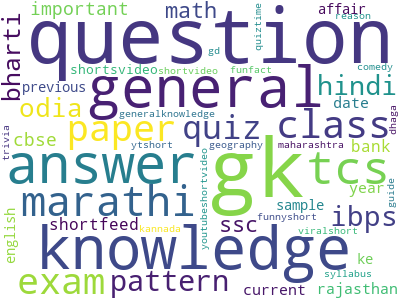 important
math
affair
reason
question
quiztime
gd
comedy
bharti
shortsvideo
shortvideo
funfact
previous
general
hindi
generalknowledge
date
odia
paper
quiz
class
dhaga
trivia
cbse
ytshort
geography
maharashtra
bank
answer
gk
tcs
youtubeshortvideo
year
marathi
sample
guide
ibps
shortfeed
ssc
funnyshort
kannada
viralshort
english
knowledge
ke
syllabus
exam
pattern
current
rajasthan